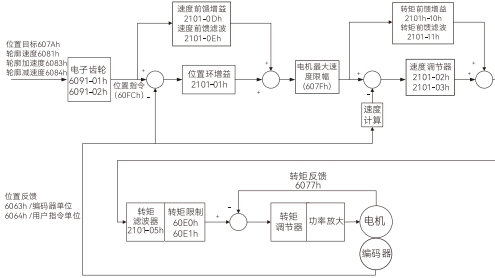 位置目标607Ah
轮廓速度6081h
轮廓加速度6083h
轮廓减速度6084h
电子齿轮
6091-01h
6091-02h
位置指令
(60FCh)
速度前馈增益
2101-0Dh
速度前馈滤波
2101-0Eh
位置环增益
2101-01h
电机最大速
度限幅
(607Fh)
转矩前馈增益
2101h-10h
转矩前馈滤波
2101-11h
速度调节器
2101-02h
2101-03h
速度
计算
位置反馈
6063h /编码器单位
6064h /用户指令单位
转矩
滤波器
2101-05h
转矩限制
60E0h
60E1h
转矩反馈
6077h
转矩
调节器
功率放大
电机
编码器